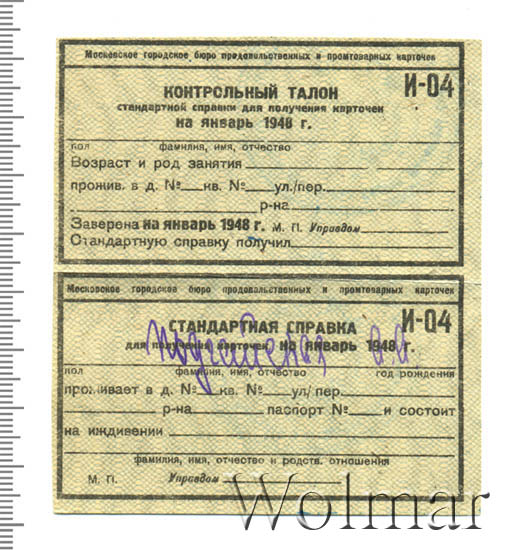 Московское городское бюро продовольственных и промтоварных карточек
И-04
КОНТРОЛЬНЫЙ ТАЛОН
стандартной справки для получения карточек
на январь 1948 г.
пол фамилия, имя, отчество
Возраст и род занятия
прожив. в д. № кв. № ул./пер.
р-на
Заверена на январь 1948 г. М. П. Управдом
Стандартную справку получил
Московское городское бюро продовольственных и промтоварных карточек
И-04
СТАНДАРТНАЯ СПРАВКА
для получения карточек на январь 1948 г.
пол фамилия, имя, отчество год рождения
проживает в д. № кв. № ул/пер.
р-на паспорт № и состоит
на иждивении
фамилия, имя, отчество и родств. отношения
М. П. Управдом
Wolmar